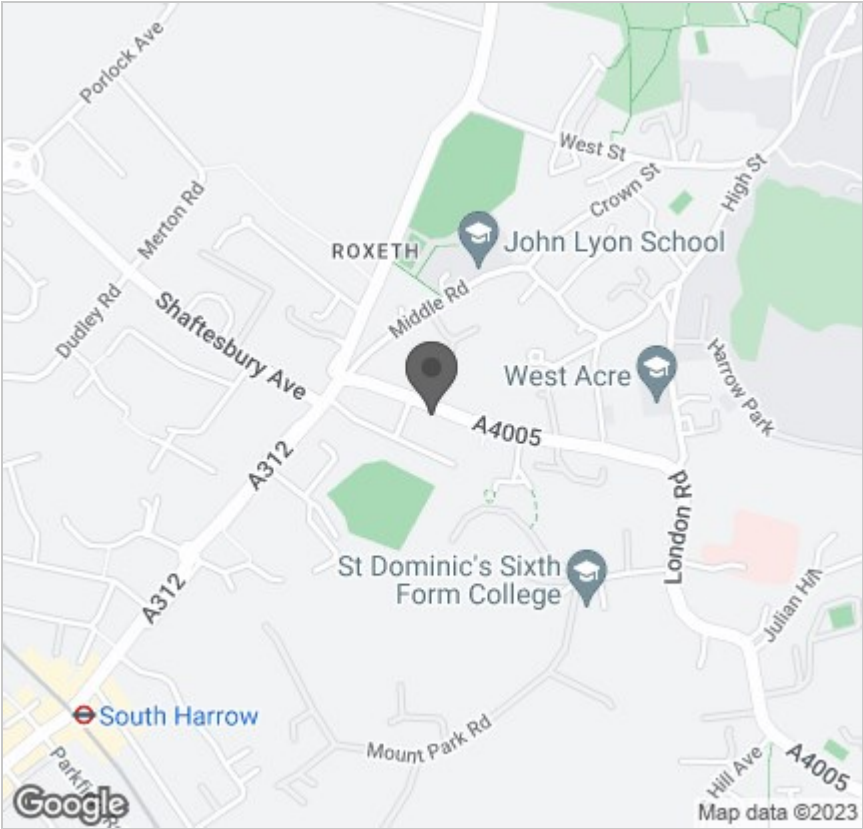 Porlock Ave
West St
Crown St
High St
Merton Rd
ROXETH
John Lyon School
Middle Rd
Dudley Rd
Shaftesbury Ave
Harrow Park
West Acre
A4005
A312
London Rd
St Dominic's Sixth
Form College
A312
Julian Hill
South Harrow
Mount Park Rd
Hill Ave
A4005
Google
Map data ©2023